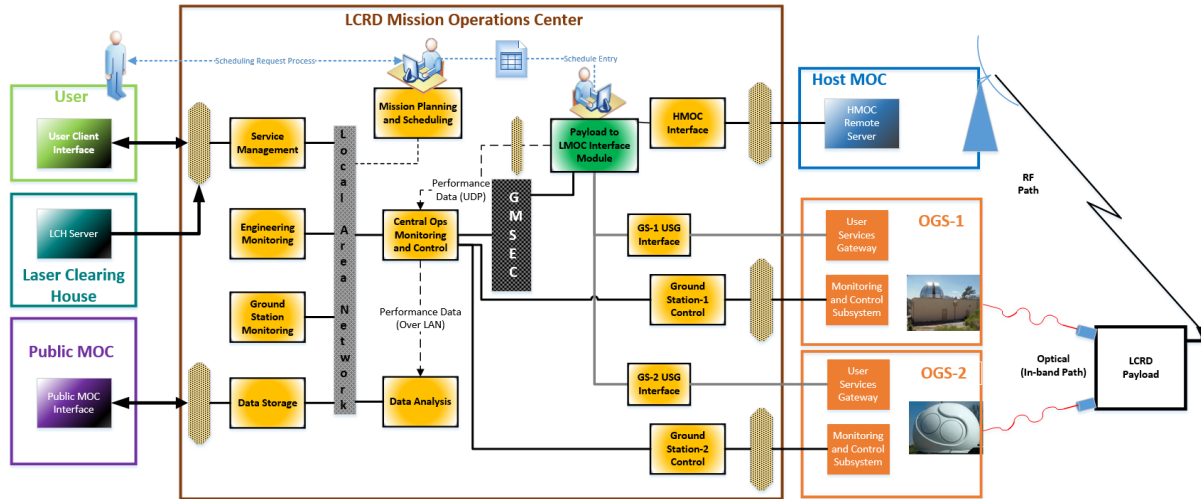 LCRD Mission Operations Center
Scheduling Request Process
Schedule Entry
User
User Client
Interface
LCH Server
Laser Clearing
House
Public MOC
Public MOC
Interface
Service
Management
Engineering
Monitoring
Ground
Station
Monitoring
Data Storage
Local Area Network
Mission Planning
and Scheduling
Performance
Data (UDP)
Central Ops
Monitoring
and Control
Performance Data
(Over LAN)
Data Analysis
GMSEC
Payload to
LMOC Interface
Module
HMOC
Interface
GS-1 USG
Interface
Ground
Station-1
Control
GS-2 USG
Interface
Ground
Station-2
Control
Host MOC
HMOC
Remote
Server
RF
Path
OGS-1
User
Services
Gateway
Monitoring
and Control
Subsystem
OGS-2
User
Services
Gateway
Monitoring
and Control
Subsystem
Optical
(In-band Path)
LCRD
Payload